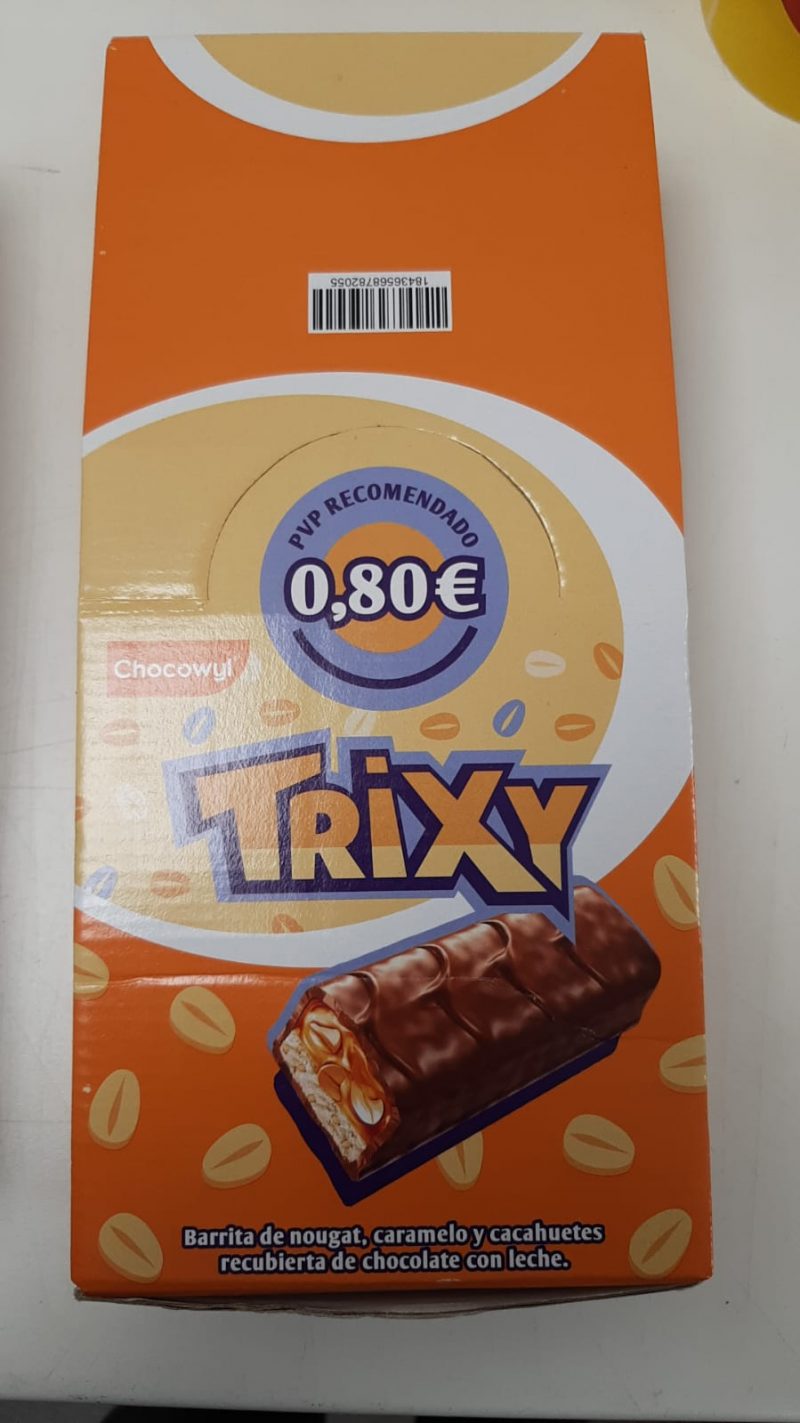 18436568782055
PVP RECOMENDADO
0,80€
Chocowyl
TRiXY
Barrita de nougat, caramelo y cacahuetes
recubierta de chocolate con leche.